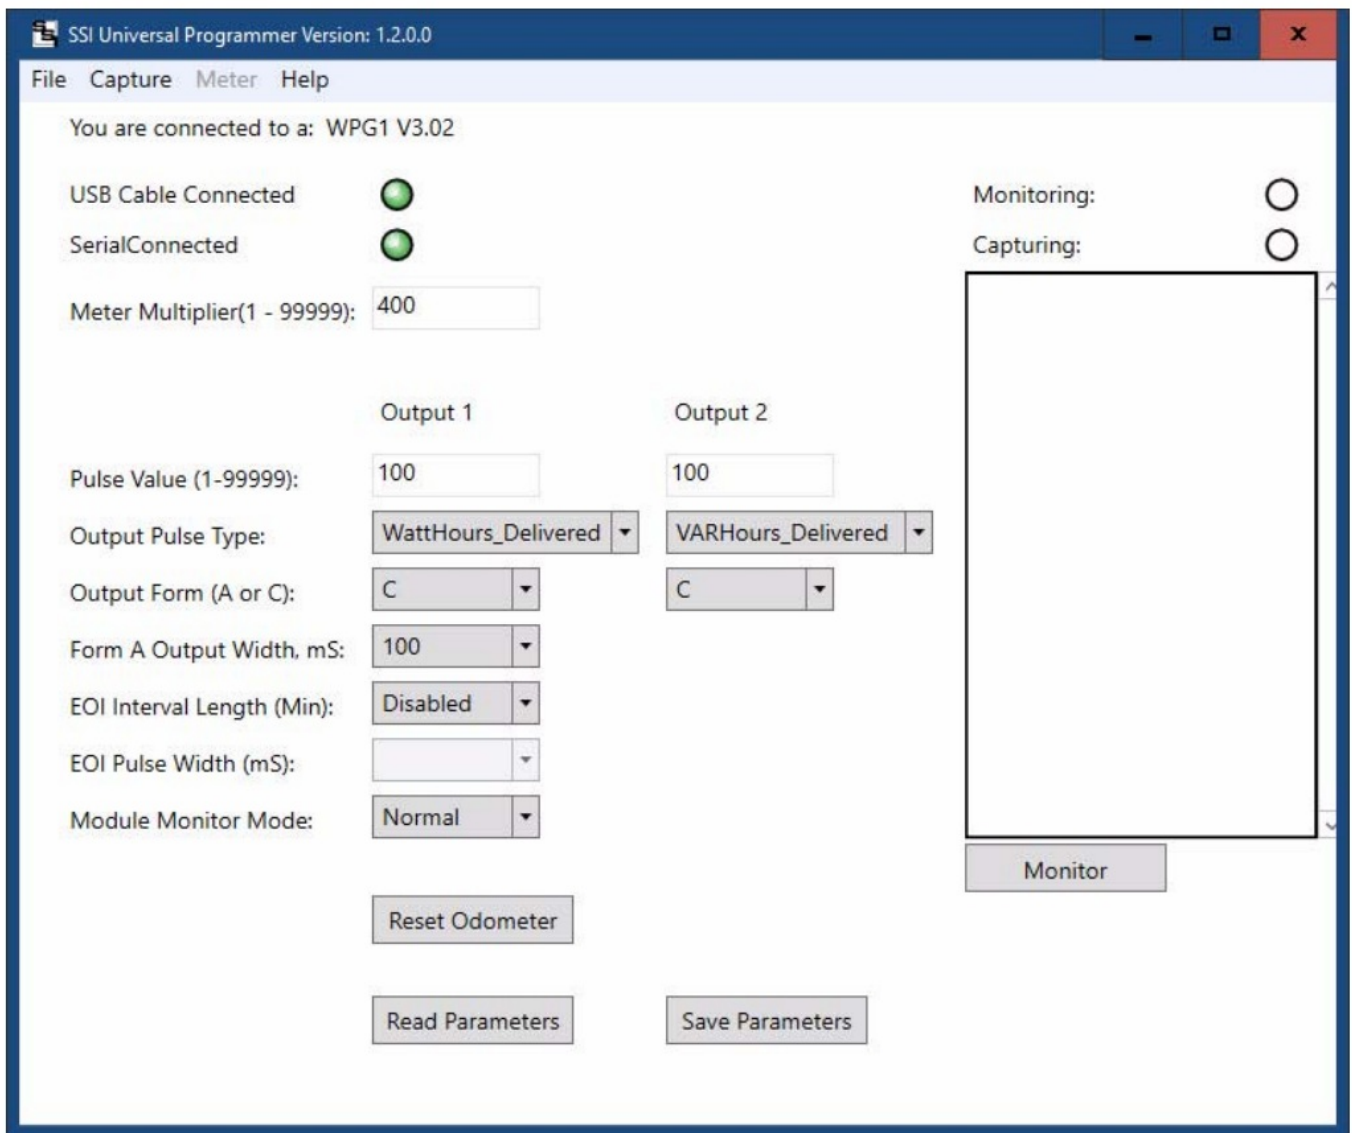 SSI Universal Programmer Version: 1.2.0.0
File Capture Meter Help
You are connected to a: WPG1 V3.02
USB Cable Connected
Monitoring:
SerialConnected
Capturing:
Meter Multiplier(1 - 99999): 400
Output 1 Output 2
Pulse Value (1-99999): 100 100
Output Pulse Type: WattHours_Delivered VARHours_Delivered
Output Form (A or C): C C
Form A Output Width, mS: 100
EOI Interval Length (Min): Disabled
EOI Pulse Width (mS):
Module Monitor Mode: Normal
Monitor
Reset Odometer
Read Parameters Save Parameters